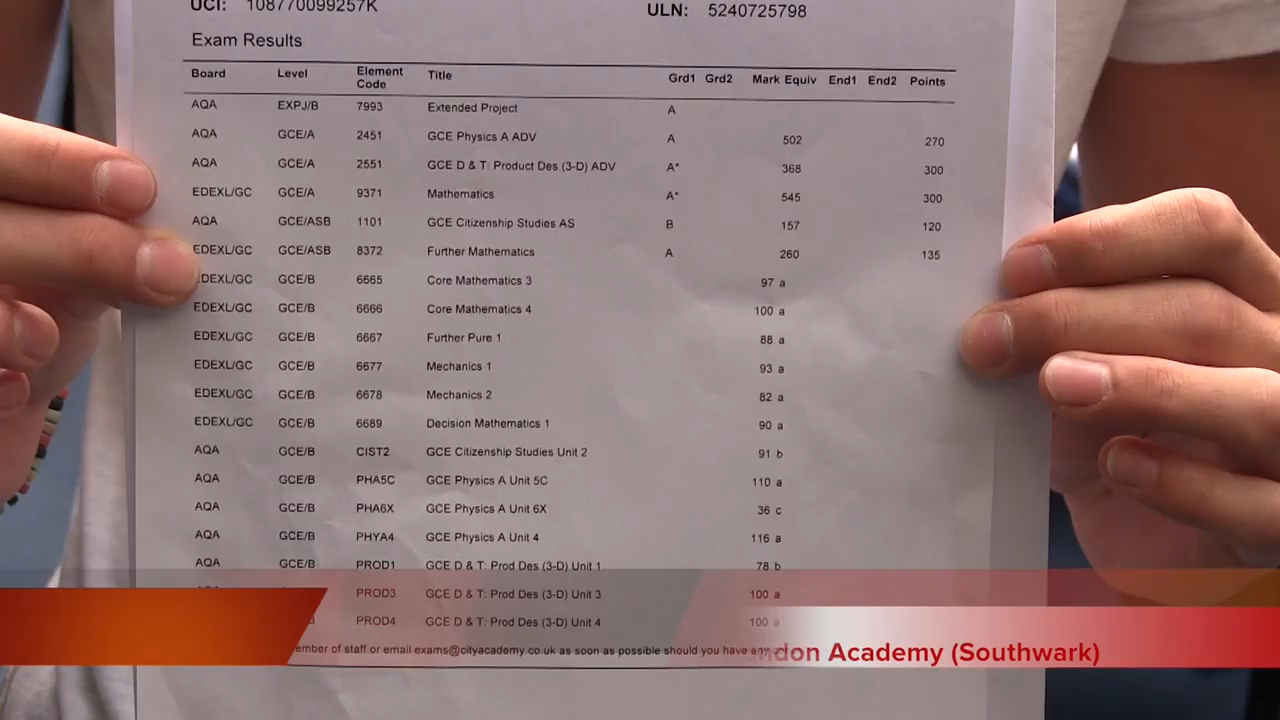 UCI: 108770099257K ULN: 5240725798
Exam Results
Board Level Element Code Title Grd1 Grd2 Mark Equiv End1 End2 Points
AQA EXPJ/B 7993 Extended Project A
AQA GCE/A 2451 GCE Physics A ADV A 502 270
AQA GCE/A 2551 GCE D & T: Product Des (3-D) ADV A* 368 300
EDEXL/GC GCE/A 9371 Mathematics A* 545 300
AQA GCE/ASB 1101 GCE Citizenship Studies AS B 157 120
EDEXL/GC GCE/ASB 8372 Further Mathematics A 260 135
EDEXL/GC GCE/B 6665 Core Mathematics 3 97 a
EDEXL/GC GCE/B 6666 Core Mathematics 4 100 a
EDEXL/GC GCE/B 6667 Further Pure 1 88 a
EDEXL/GC GCE/B 6677 Mechanics 1 93 a
EDEXL/GC GCE/B 6678 Mechanics 2 82 a
EDEXL/GC GCE/B 6689 Decision Mathematics 1 90 a
AQA GCE/B CIST2 GCE Citizenship Studies Unit 2 91 b
AQA GCE/B PHA5C GCE Physics A Unit 5C 110 a
AQA GCE/B PHA6X GCE Physics A Unit 6X 36 c
AQA GCE/B PHYA4 GCE Physics A Unit 4 116 a
AQA GCE/B PROD1 GCE D & T: Prod Des (3-D) Unit 1 78 b
PROD3 GCE D & T: Prod Des (3-D) Unit 3 100 a
PROD4 GCE D & T: Prod Des (3-D) Unit 4 100 a
ember of staff or email exams@cityacademy.co.uk as soon as possible should you have any
ndon Academy (Southwark)